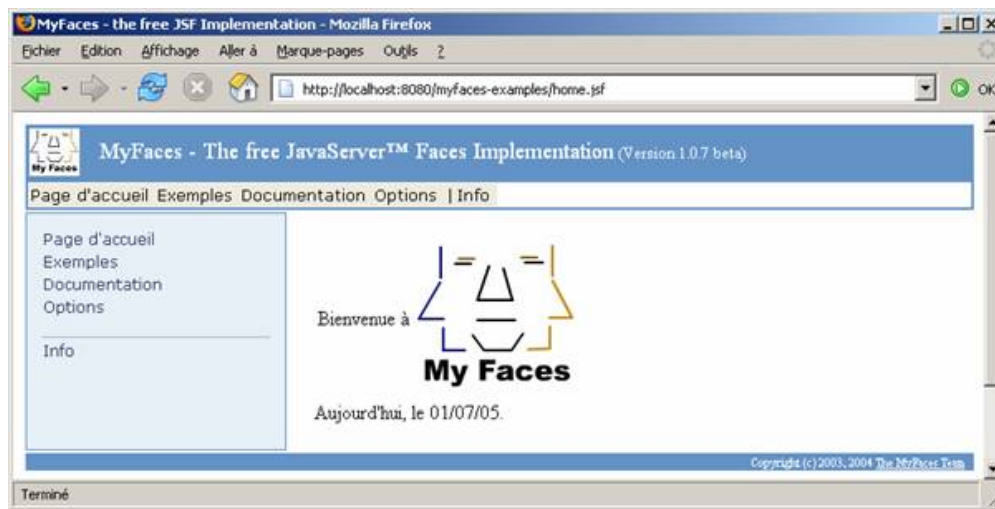 MyFaces - the free JSF Implementation - Mozilla Firefox
Fichier Edition Affichage Aller à Marque-pages Outils ?
http://localhost:8080/myfaces-examples/home.jsf OK
My Faces
MyFaces - The free JavaServer™ Faces Implementation (Version 1.0.7 beta)
Page d'accueil Exemples Documentation Options | Info
Page d'accueil
Exemples
Documentation
Options
Info
Bienvenue à
My Faces
Aujourd'hui, le 01/07/05.
Copyright (c) 2003, 2004 The MyFaces Team
Terminé